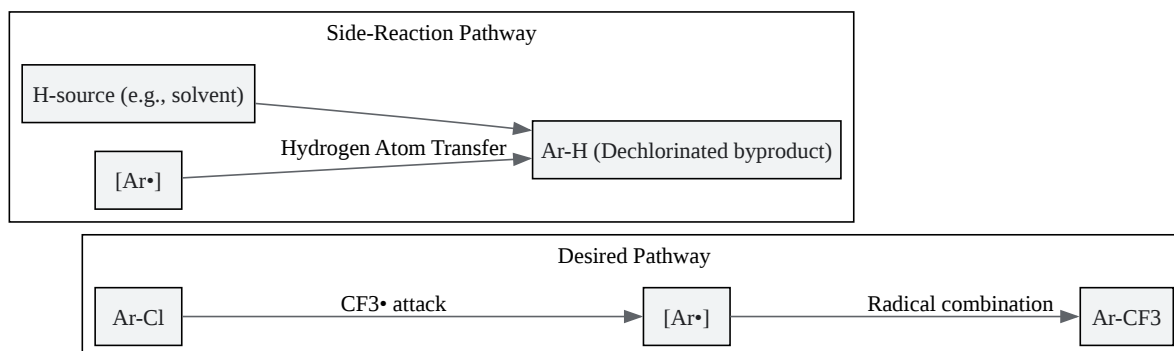 Side-Reaction Pathway
H-source (e.g., solvent)
Hydrogen Atom Transfer
[Ar•]
Ar-H (Dechlorinated byproduct)
Desired Pathway
Ar-Cl
CF3• attack
[Ar•]
Radical combination
Ar-CF3